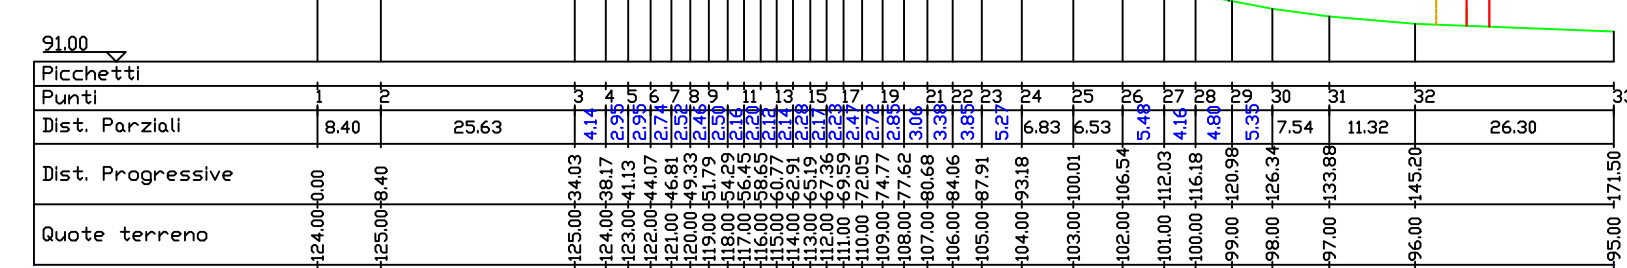 91.00
Picchetti
Punti 1 2 3 4 5 6 7 8 9 11 13 15 17 19 21 22 23 24 25 26 27 28 29 30 31 32 33
Dist. Parziali 8.40 25.63 4.14 2.95 2.95 2.74 2.52 2.46 2.50 2.16 2.20 2.12 2.14 2.28 2.17 2.23 2.47 2.72 2.85 3.06 3.38 3.85 5.27 6.83 6.53 5.48 4.16 4.80 5.35 7.54 11.32 26.30
Dist. Progressive 0.00 8.40 34.03 38.17 41.13 44.07 46.81 49.33 51.79 54.29 56.45 58.65 60.77 62.91 65.19 67.36 69.59 72.05 74.77 77.62 80.68 84.06 87.91 93.18 100.01 106.54 112.03 116.18 120.98 126.34 133.88 145.20 171.50
Quote terreno 124.00 125.00 125.00 124.00 123.00 122.00 121.00 120.00 119.00 118.00 117.00 116.00 115.00 114.00 113.00 112.00 111.00 110.00 109.00 108.00 107.00 106.00 105.00 104.00 103.00 102.00 101.00 100.00 99.00 98.00 97.00 96.00 95.00